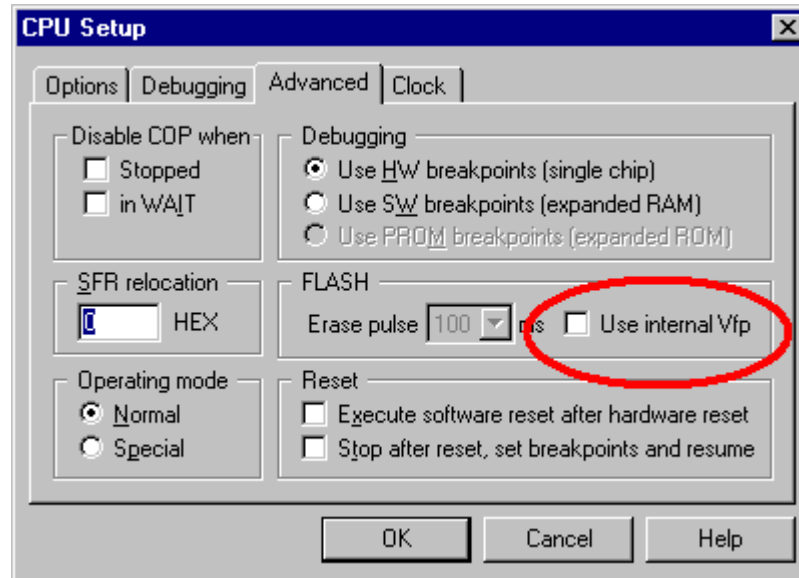 CPU Setup
Options Debugging Advanced Clock
Disable COP when
Stopped
in WAIT
Debugging
Use HW breakpoints (single chip)
Use SW breakpoints (expanded RAM)
Use PROM breakpoints (expanded ROM)
SFR relocation
0 HEX
FLASH
Erase pulse 100 ms Use internal Vfp
Operating mode
Normal
Special
Reset
Execute software reset after hardware reset
Stop after reset, set breakpoints and resume
OK Cancel Help